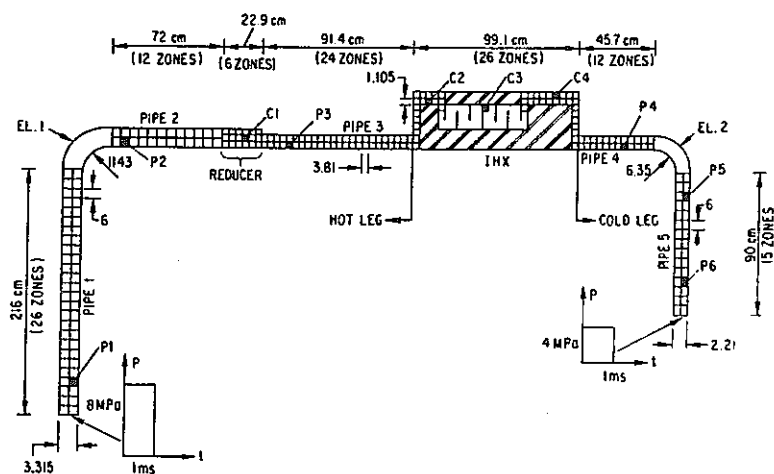 22.9 cm
72 cm
(12 ZONES)
(6 ZONES)
91.4 cm
(24 ZONES)
99.1 cm
(26 ZONES)
45.7 cm
(12 ZONES)
1.105
C2
C3
C4
PIPE 2
C1
P3
PIPE 3
P4
EL. 1
EL. 2
P2
1143
REDUCER
3.81
IHX
PIPE 4
6.35
P5
6
HOT LEG
COLD LEG
6
216 cm
(26 ZONES)
PIPE 1
PIPE 5
P6
90 cm
15 ZONES)
P1
P
8MPa
1ms
t
3.315
P
4 MPa
1ms
t
2.21